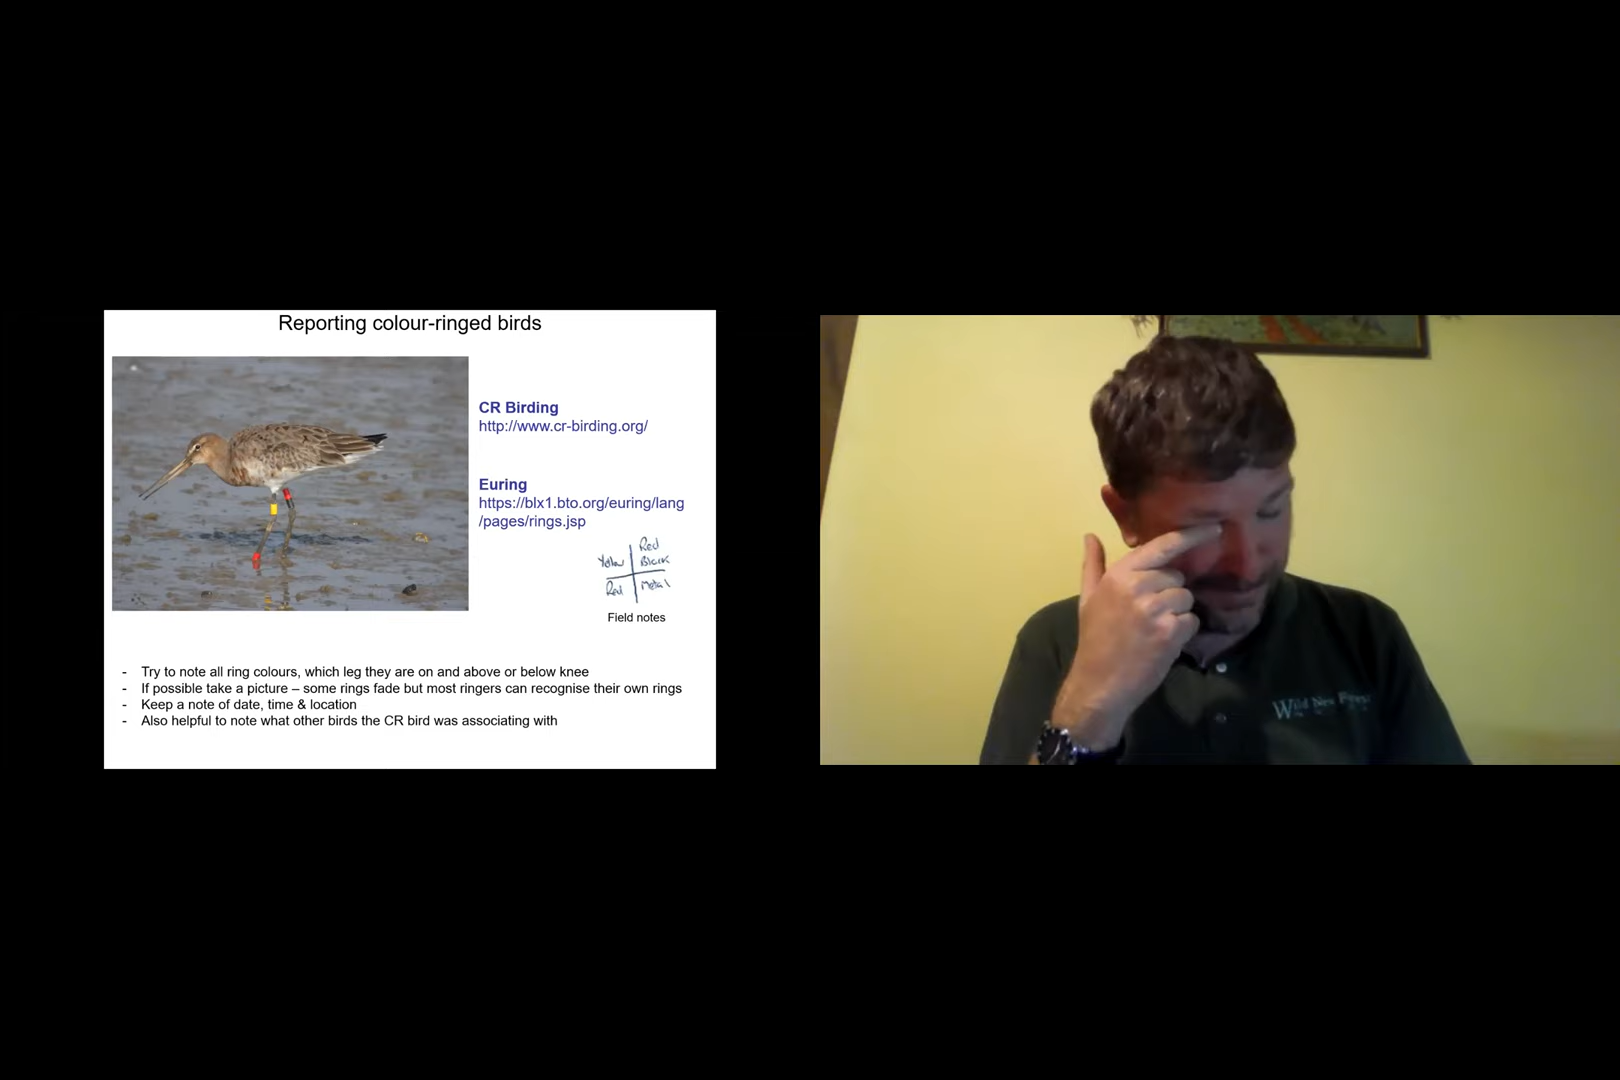 Reporting colour-ringed birds
CR Birding
http://www.cr-birding.org/
Euring
https://blx1.bto.org/euring/lang
/pages/rings.jsp
Yellow Red
Black
Red Metal
Field notes
- Try to note all ring colours, which leg they are on and above or below knee
- If possible take a picture – some rings fade but most ringers can recognise their own rings
- Keep a note of date, time & location
- Also helpful to note what other birds the CR bird was associating with
Wild New Forest